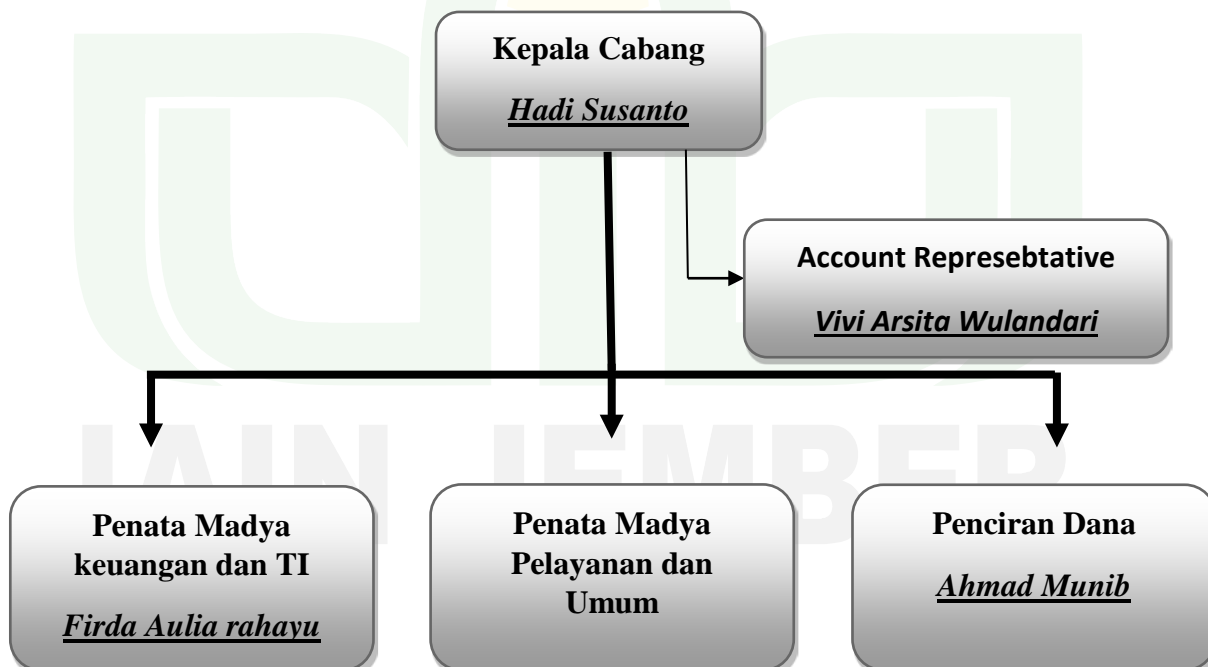 Kepala Cabang
Hadi Susanto
Account Represebtative
Vivi Arsita Wulandari
IAIN JEMBER
Penata Madya
keuangan dan TI
Firda Aulia rahayu
Penata Madya
Pelayanan dan
Umum
Penciran Dana
Ahmad Munib